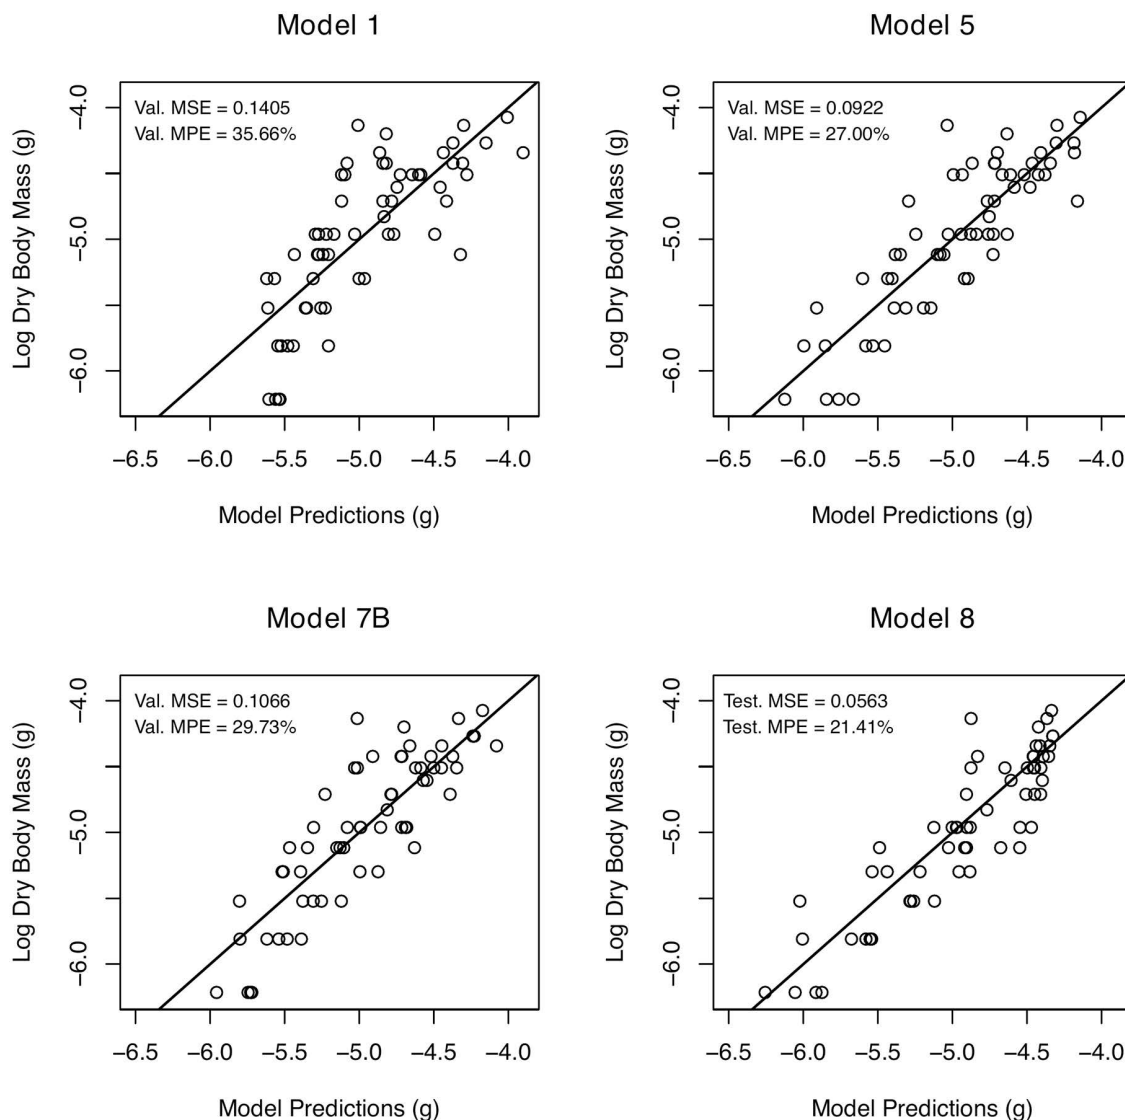 Model 1
Val. MSE = 0.1405
Val. MPE = 35.66%
Log Dry Body Mass (g)
−4.0
−5.0
−6.0
−6.5 −6.0 −5.5 −5.0 −4.5 −4.0
Model Predictions (g)
Model 5
Val. MSE = 0.0922
Val. MPE = 27.00%
Log Dry Body Mass (g)
−4.0
−5.0
−6.0
−6.5 −6.0 −5.5 −5.0 −4.5 −4.0
Model Predictions (g)
Model 7B
Val. MSE = 0.1066
Val. MPE = 29.73%
Log Dry Body Mass (g)
−4.0
−5.0
−6.0
−6.5 −6.0 −5.5 −5.0 −4.5 −4.0
Model Predictions (g)
Model 8
Test. MSE = 0.0563
Test. MPE = 21.41%
Log Dry Body Mass (g)
−4.0
−5.0
−6.0
−6.5 −6.0 −5.5 −5.0 −4.5 −4.0
Model Predictions (g)